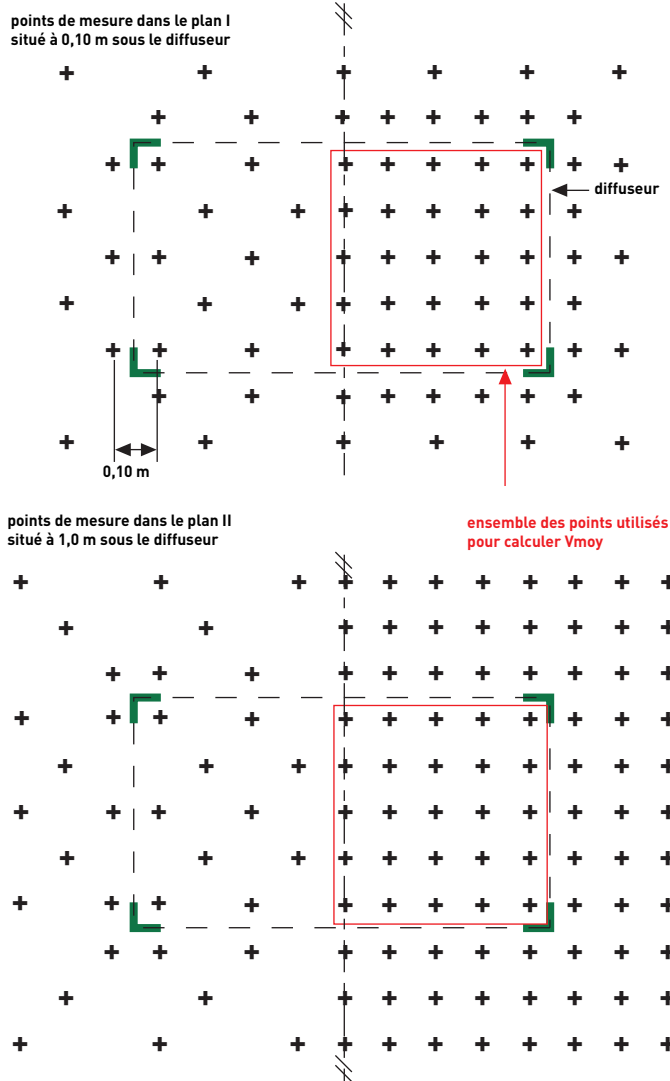 points de mesure dans le plan I
situé à 0,10 m sous le diffuseur
diffuseur
0,10 m
points de mesure dans le plan II
situé à 1,0 m sous le diffuseur
ensemble des points utilisés
pour calculer Vmoy